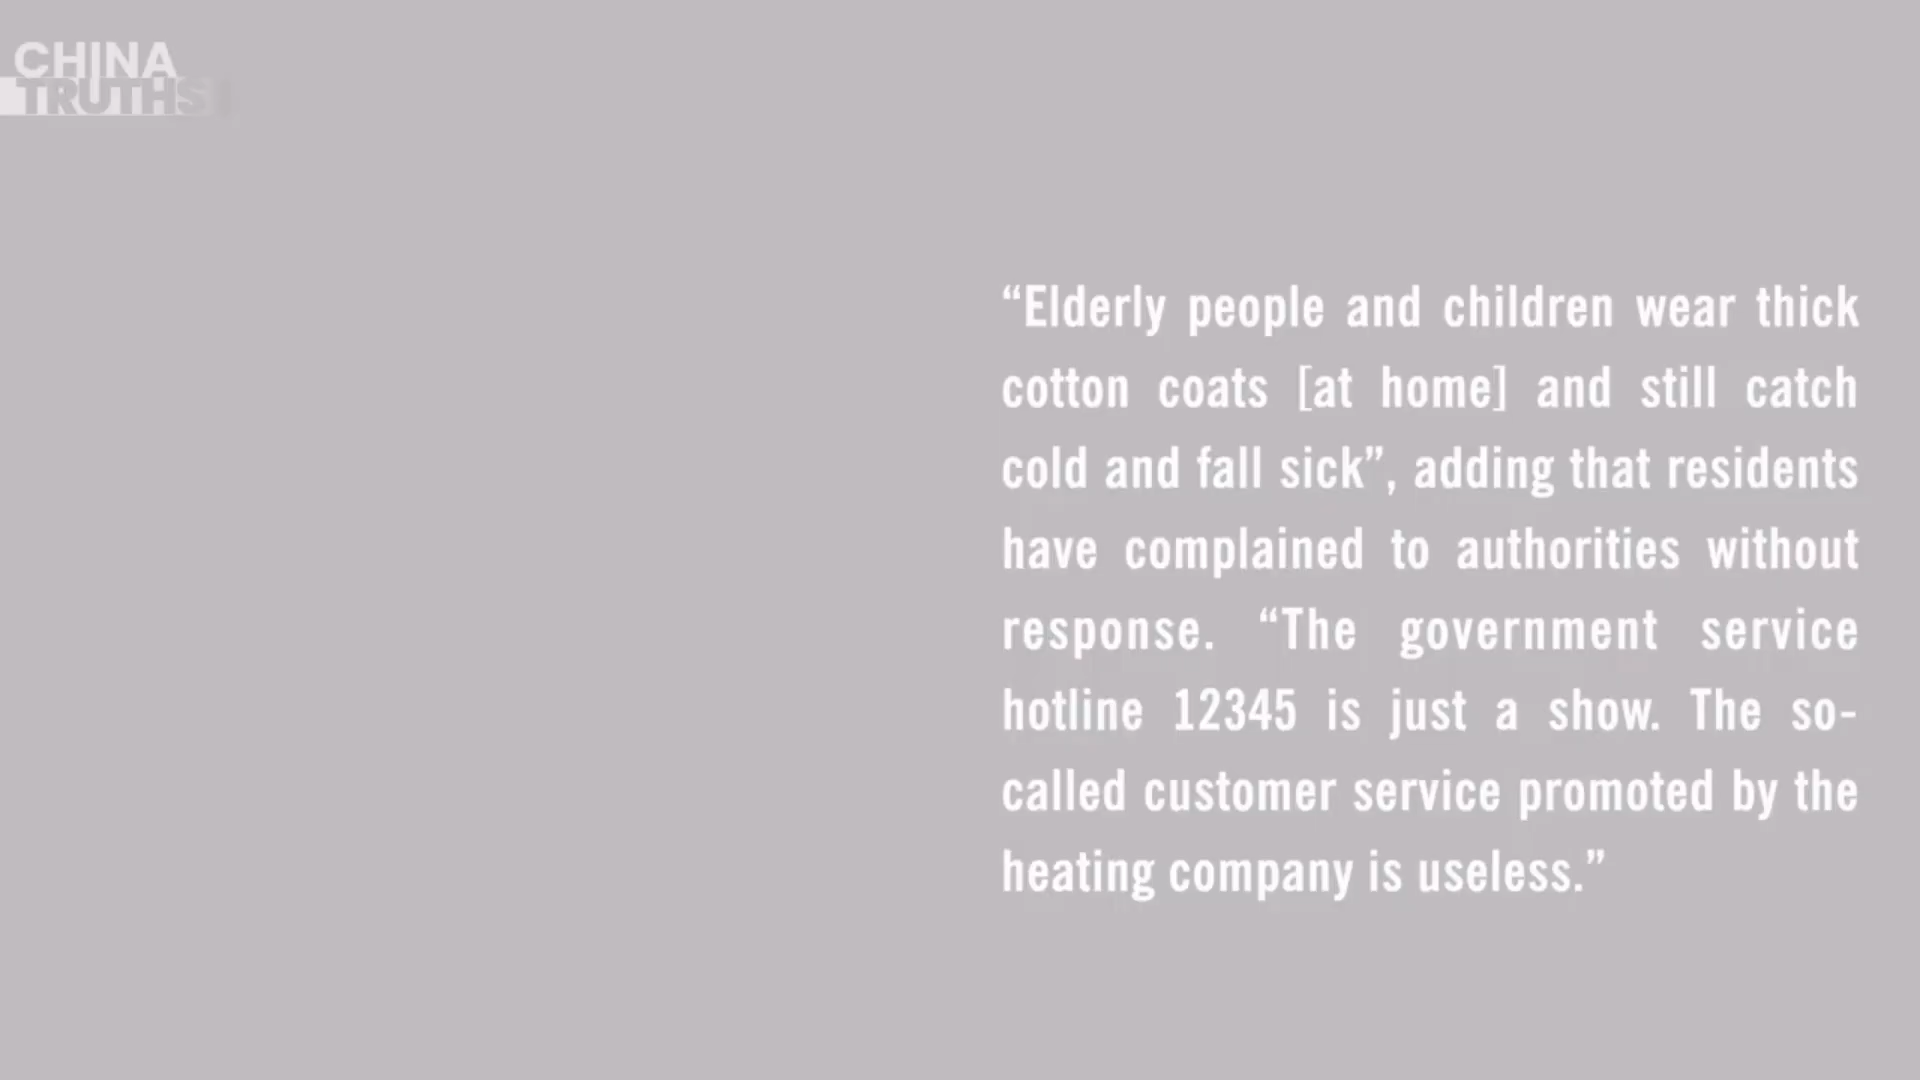 CHINA
TRUTHS
“Elderly people and children wear thick
cotton coats [at home] and still catch
cold and fall sick”, adding that residents
have complained to authorities without
response. “The government service
hotline 12345 is just a show. The so-
called customer service promoted by the
heating company is useless.”